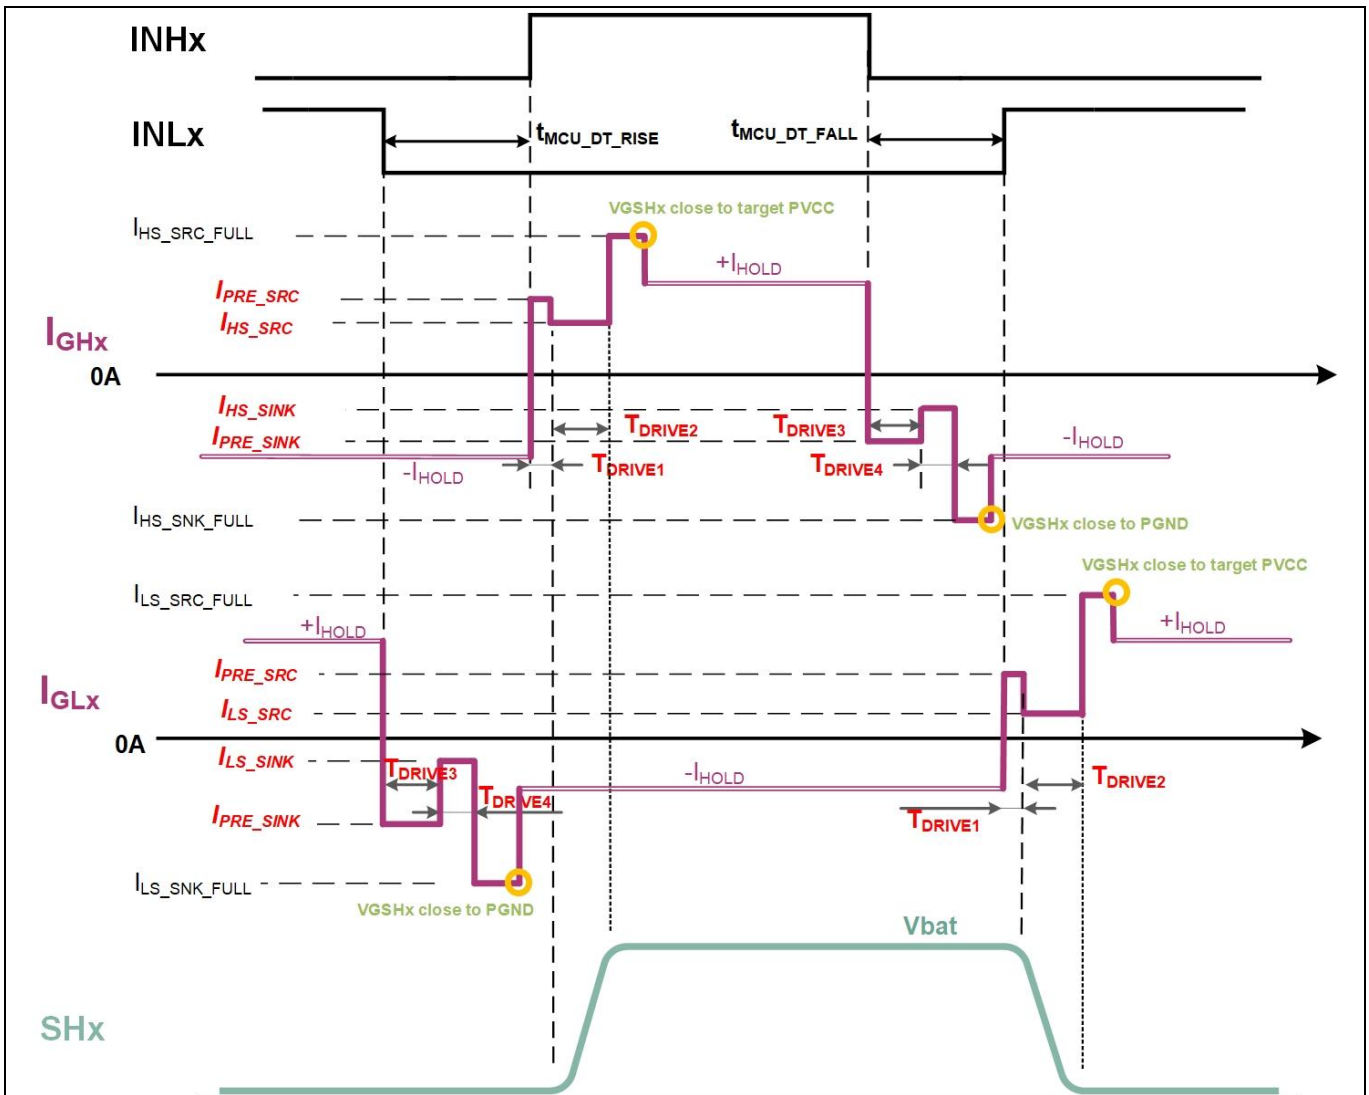 INHx
INLx
tMCU_DT_RISE
tMCU_DT_FALL
VGSHx close to target PVCC
IHS_SRC_FULL
+IHOLD
IPRE_SRC
IHS_SRC
IGHx
0A
IHS_SINK
IPRE_SINK
TDRIVE2
TDRIVE3
-IHOLD
-IHOLD
TDRIVE1
TDRIVE4
IHS_SNK_FULL
VGSHx close to PGND
VGSHx close to target PVCC
ILS_SRC_FULL
+IHOLD
+IHOLD
IPRE_SRC
IGLx
ILS_SRC
0A
ILS_SINK
TDRIVE3
-IHOLD
TDRIVE2
TDRIVE4
IPRE_SINK
TDRIVE1
ILS_SNK_FULL
VGSHx close to PGND
Vbat
SHx